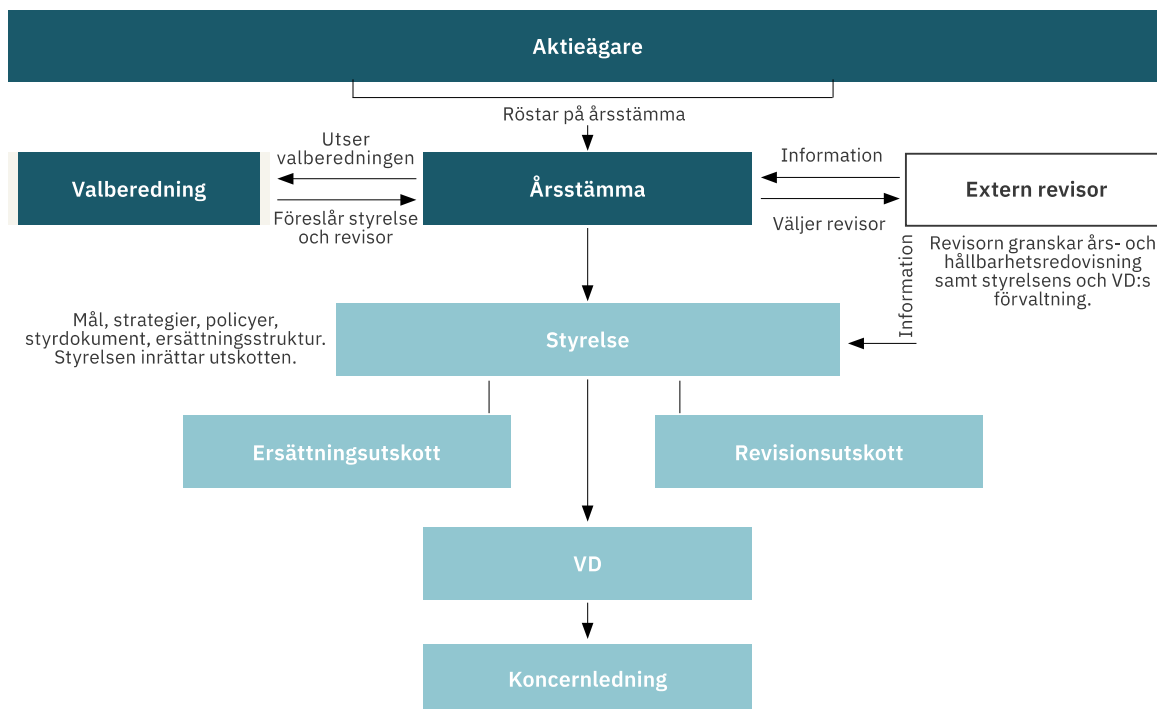 Aktieägare
Röstar på årsstämma
Utser
valberedningen
Information
Valberedning
Årsstämma
Extern revisor
Föreslår styrelse
och revisor
Väljer revisor
Revisorn granskar års- och
hållbarhetsredovisning
samt styrelsens och VD:s
förvaltning.
Information
Mål, strategier, policyer,
styrdokument, ersättningsstruktur.
Styrelsen inrättar utskotten.
Styrelse
Ersättningsutskott
Revisionsutskott
VD
Koncernledning